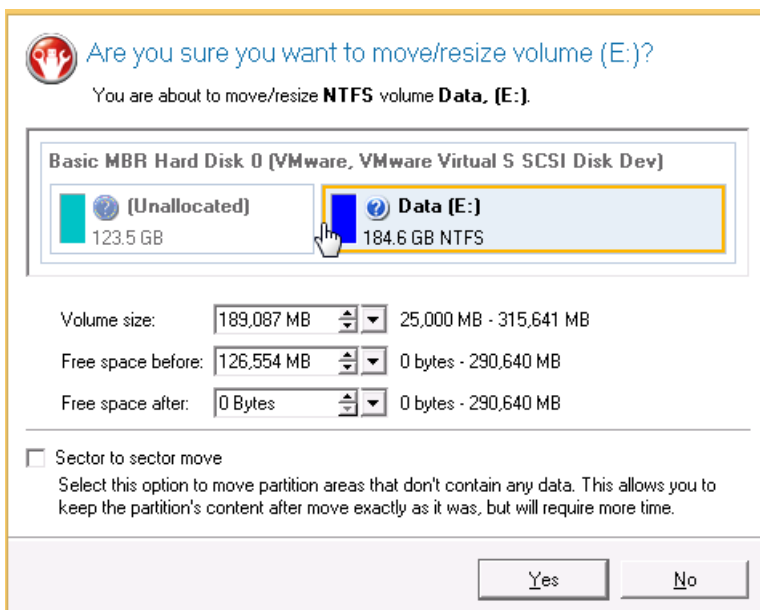 Are you sure you want to move/resize volume (E:)?
You are about to move/resize NTFS volume Data, (E:).
Basic MBR Hard Disk 0 (VMware, VMware Virtual S SCSI Disk Dev)
(Unallocated)
123.5 GB
Data (E:)
184.6 GB NTFS
Volume size: 189,087 MB 25,000 MB - 315,641 MB
Free space before: 126,554 MB 0 bytes - 290,640 MB
Free space after: 0 Bytes 0 bytes - 290,640 MB
Sector to sector move
Select this option to move partition areas that don't contain any data. This allows you to
keep the partition's content after move exactly as it was, but will require more time.
Yes No